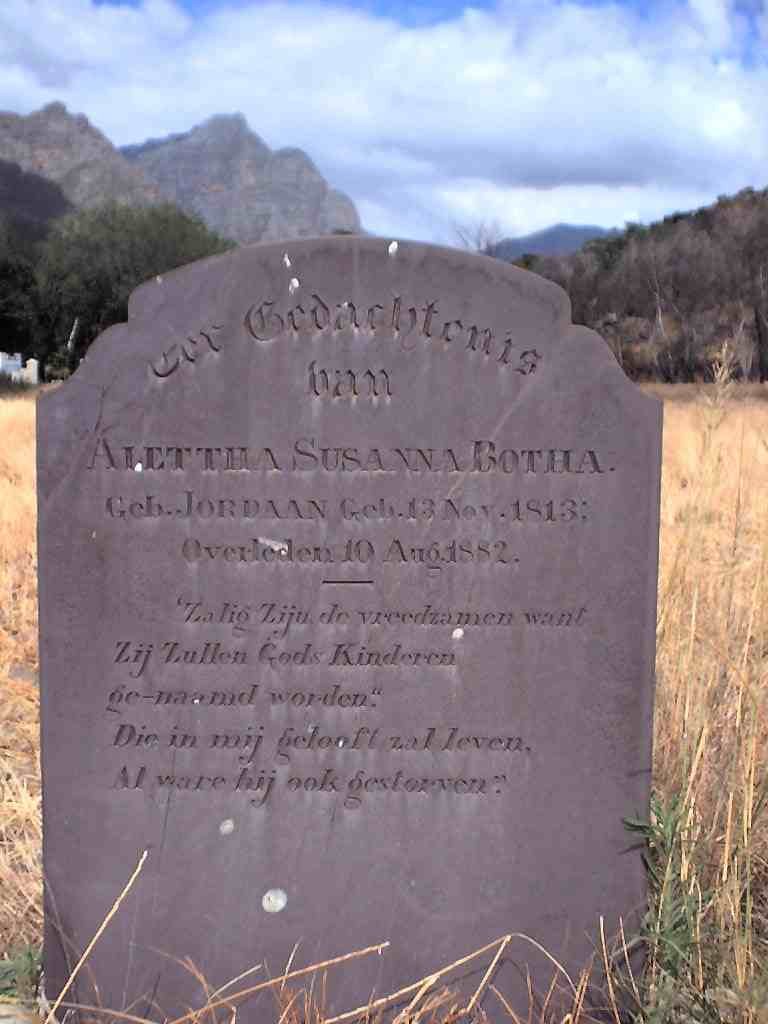 Ter Gedachtenis
van
ALETTHA SUSANNA BOTHA.
Geb. JORDAAN Geb. 13 Nov. 1813;
Overleden 10 Aug. 1882.
'Zalig Zijn de vreedzamen want
Zij Zullen Gods Kinderen
ge-naamd worden."
Die in mij gelooft zal leven,
Al ware hij ook gestorven."